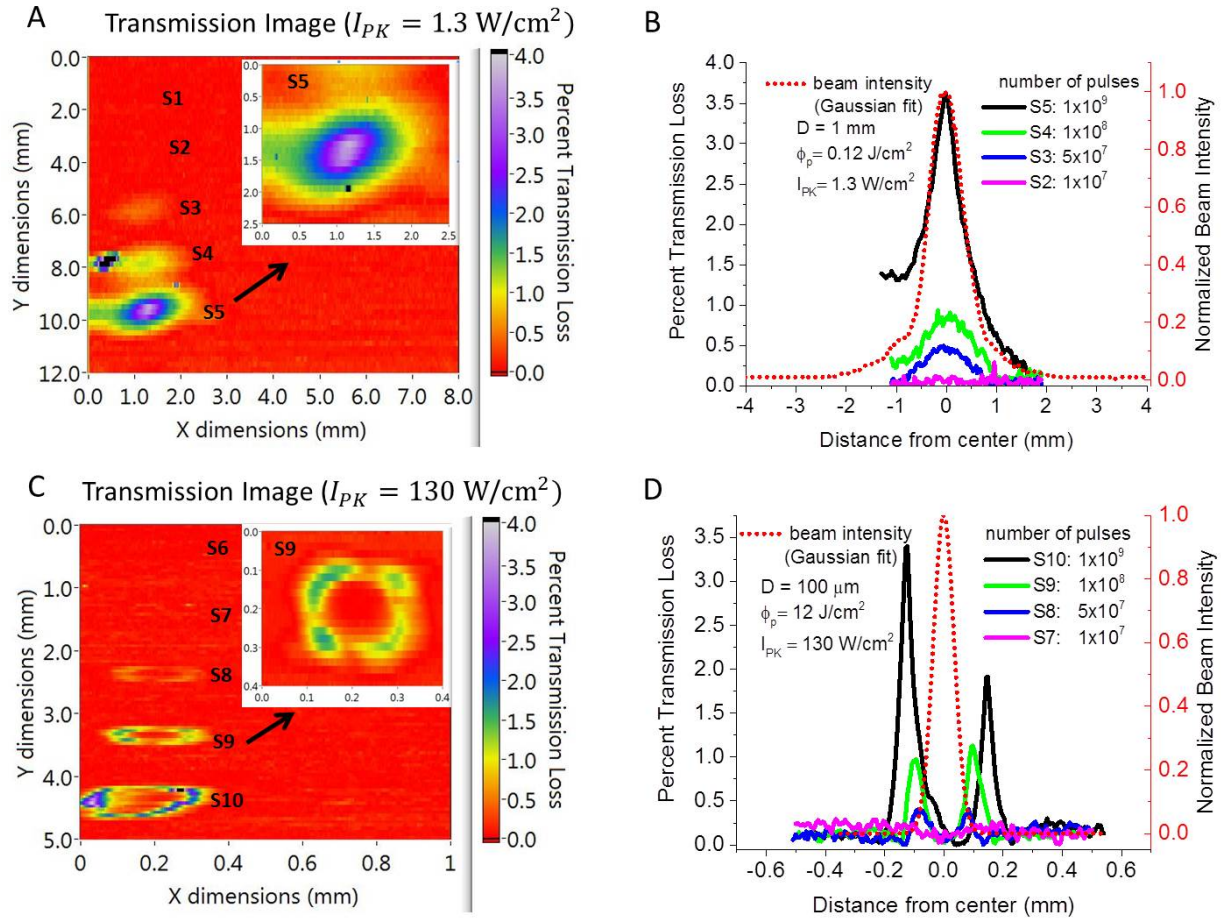 A
Transmission Image (I_PK = 1.3 W/cm²)
0.0
2.0
4.0
6.0
8.0
10.0
12.0
Y dimensions (mm)
S1
S2
S3
S4
S5
S5
0.0
0.5
1.0
1.5
2.0
2.5
0.0 0.5 1.0 1.5 2.0 2.5
0.0 1.0 2.0 3.0 4.0 5.0 6.0 7.0 8.0
X dimensions (mm)
4.0
3.5
3.0
2.5
2.0
1.5
1.0
0.5
0.0
Percent Transmission Loss
B
4.0
3.5
3.0
2.5
2.0
1.5
1.0
0.5
0.0
Percent Transmission Loss
beam intensity
(Gaussian fit)
D = 1 mm
ϕp= 0.12 J/cm²
I_PK= 1.3 W/cm²
number of pulses
S5: 1x10⁹
S4: 1x10⁸
S3: 5x10⁷
S2: 1x10⁷
1.0
0.8
0.6
0.4
0.2
0.0
Normalized Beam Intensity
-4 -3 -2 -1 0 1 2 3 4
Distance from center (mm)
C
Transmission Image (I_PK = 130 W/cm²)
0.0
1.0
2.0
3.0
4.0
5.0
Y dimensions (mm)
S6
S7
S8
S9
S10
S9
0.0
0.1
0.2
0.3
0.4
0.0 0.1 0.2 0.3 0.4
0 0.2 0.4 0.6 0.8 1
X dimensions (mm)
4.0
3.5
3.0
2.5
2.0
1.5
1.0
0.5
0.0
Percent Transmission Loss
D
3.5
3.0
2.5
2.0
1.5
1.0
0.5
0.0
Percent Transmission Loss
beam intensity
(Gaussian fit)
D = 100 μm
ϕp = 12 J/cm²
I_PK = 130 W/cm²
number of pulses
S10: 1x10⁹
S9: 1x10⁸
S8: 5x10⁷
S7: 1x10⁷
1.0
0.8
0.6
0.4
0.2
0.0
Normalized Beam Intensity
-0.6 -0.4 -0.2 0.0 0.2 0.4 0.6
Distance from center (mm)